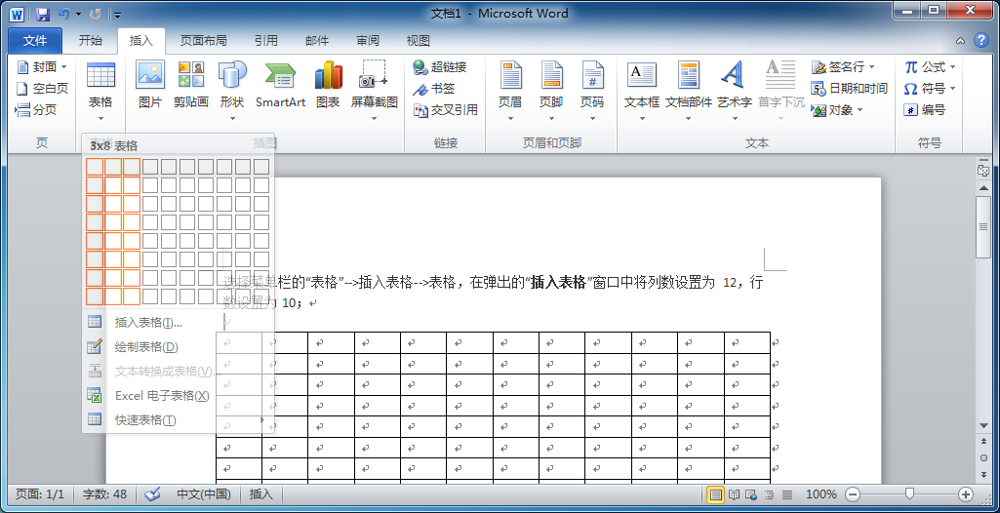 文档1 - Microsoft Word
文件 开始 插入 页面布局 引用 邮件 审阅 视图
封面
空白页
分页
页
表格
表格
图片 剪贴画 形状 SmartArt 图表 屏幕截图
插图
超链接
书签
交叉引用
链接
页眉 页脚 页码
页眉和页脚
文本框 文档部件 艺术字 首字下沉
签名行
日期和时间
对象
文本
公式
符号
编号
符号
3x8 表格
插入表格(I)...
绘制表格(D)
文本转换成表格(V)...
Excel 电子表格(X)
快速表格(T)
选择菜单栏的“表格”-->插入表格-->表格，在弹出的“插入表格”窗口中将列数设置为 12，行
数设置为 10；
页面: 1/1 字数: 48 中文(中国) 插入 100%